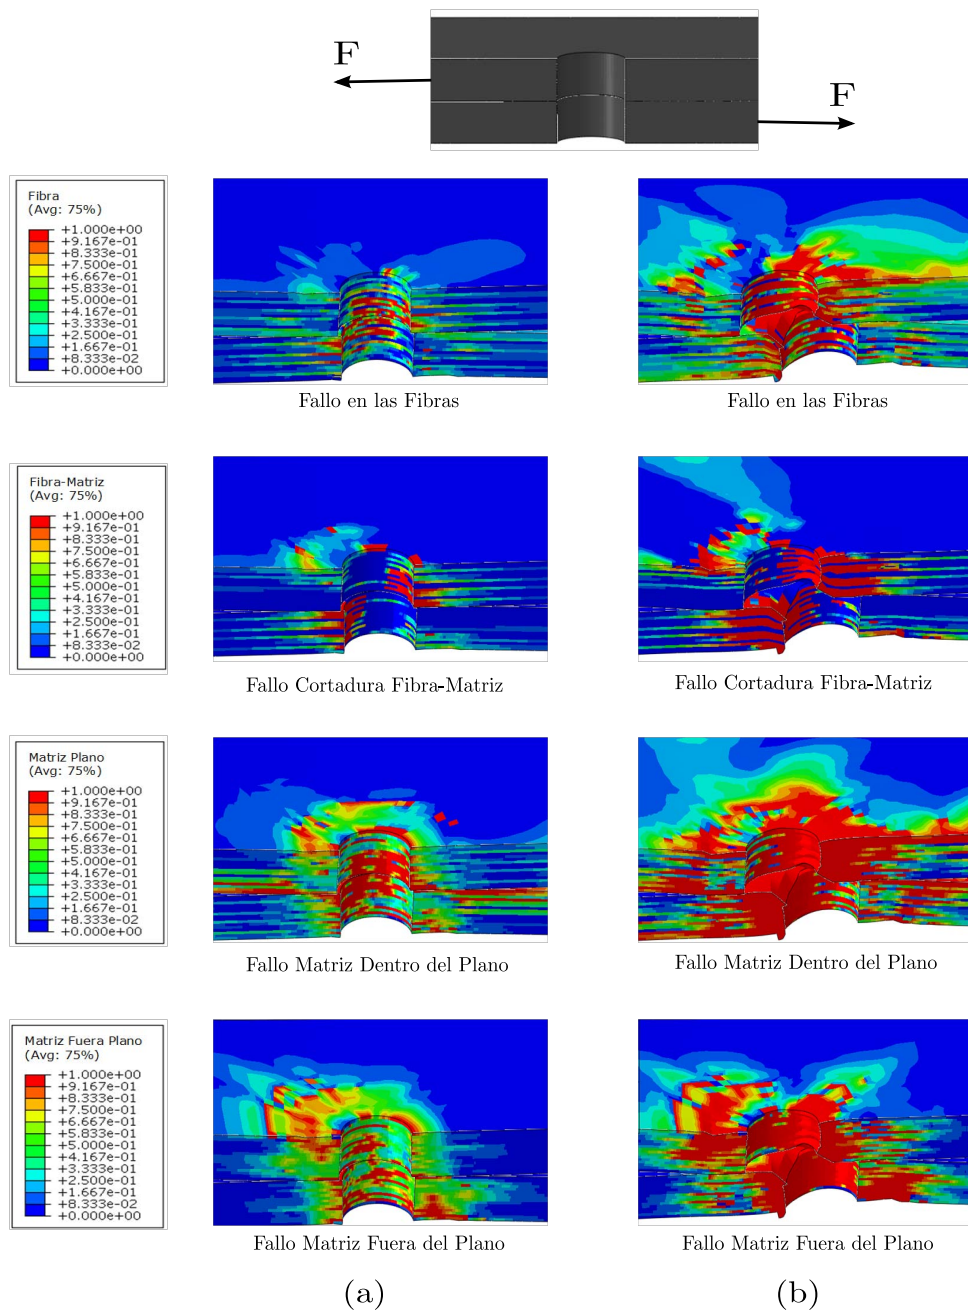 F
F
Fibra
(Avg: 75%)
+1.000e+00
+9.167e-01
+8.333e-01
+7.500e-01
+6.667e-01
+5.833e-01
+5.000e-01
+4.167e-01
+3.333e-01
+2.500e-01
+1.667e-01
+8.333e-02
+0.000e+00
Fallo en las Fibras
Fallo en las Fibras
Fibra-Matriz
(Avg: 75%)
+1.000e+00
+9.167e-01
+8.333e-01
+7.500e-01
+6.667e-01
+5.833e-01
+5.000e-01
+4.167e-01
+3.333e-01
+2.500e-01
+1.667e-01
+8.333e-02
+0.000e+00
Fallo Cortadura Fibra-Matriz
Fallo Cortadura Fibra-Matriz
Matriz Plano
(Avg: 75%)
+1.000e+00
+9.167e-01
+8.333e-01
+7.500e-01
+6.667e-01
+5.833e-01
+5.000e-01
+4.167e-01
+3.333e-01
+2.500e-01
+1.667e-01
+8.333e-02
+0.000e+00
Fallo Matriz Dentro del Plano
Fallo Matriz Dentro del Plano
Matriz Fuera Plano
(Avg: 75%)
+1.000e+00
+9.167e-01
+8.333e-01
+7.500e-01
+6.667e-01
+5.833e-01
+5.000e-01
+4.167e-01
+3.333e-01
+2.500e-01
+1.667e-01
+8.333e-02
+0.000e+00
Fallo Matriz Fuera del Plano
Fallo Matriz Fuera del Plano
(a)
(b)